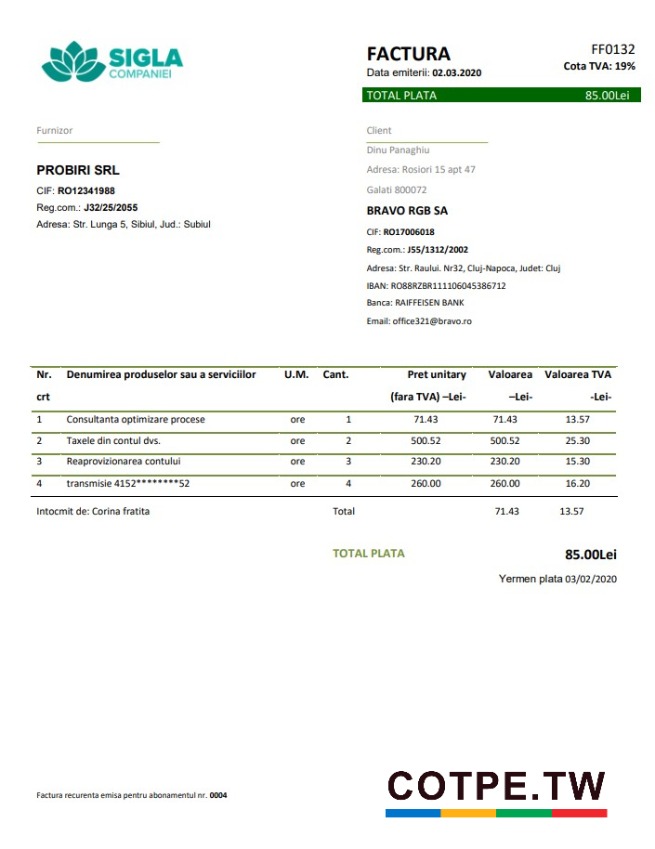 SIGLA
COMPANIEI
FACTURA
FF0132
Data emiterii: 02.03.2020
Cota TVA: 19%
TOTAL PLATA 85.00Lei
Furnizor
PROBIRI SRL
CIF: RO12341988
Reg.com.: J32/25/2055
Adresa: Str. Lunga 5, Sibiul, Jud.: Subiul
Client
Dinu Panaghiu
Adresa: Rosiori 15 apt 47
Galati 800072
BRAVO RGB SA
CIF: RO17006018
Reg.com.: J55/1312/2002
Adresa: Str. Raului. Nr32, Cluj-Napoca, Judet: Cluj
IBAN: RO88RZBR111106045386712
Banca: RAIFFEISEN BANK
Email: office321@bravo.ro
Nr. Denumirea produselor sau a serviciilor U.M. Cant. Pret unitary Valoarea Valoarea TVA
crt (fara TVA) –Lei- –Lei- -Lei-
1 Consultanta optimizare procese ore 1 71.43 71.43 13.57
2 Taxele din contul dvs. ore 2 500.52 500.52 25.30
3 Reaprovizionarea contului ore 3 230.20 230.20 15.30
4 transmisie 4152********52 ore 4 260.00 260.00 16.20
Intocmit de: Corina fratita Total 71.43 13.57
TOTAL PLATA 85.00Lei
Yermen plata 03/02/2020
Factura recurenta emisa pentru abonamentul nr. 0004
COTPE.TW